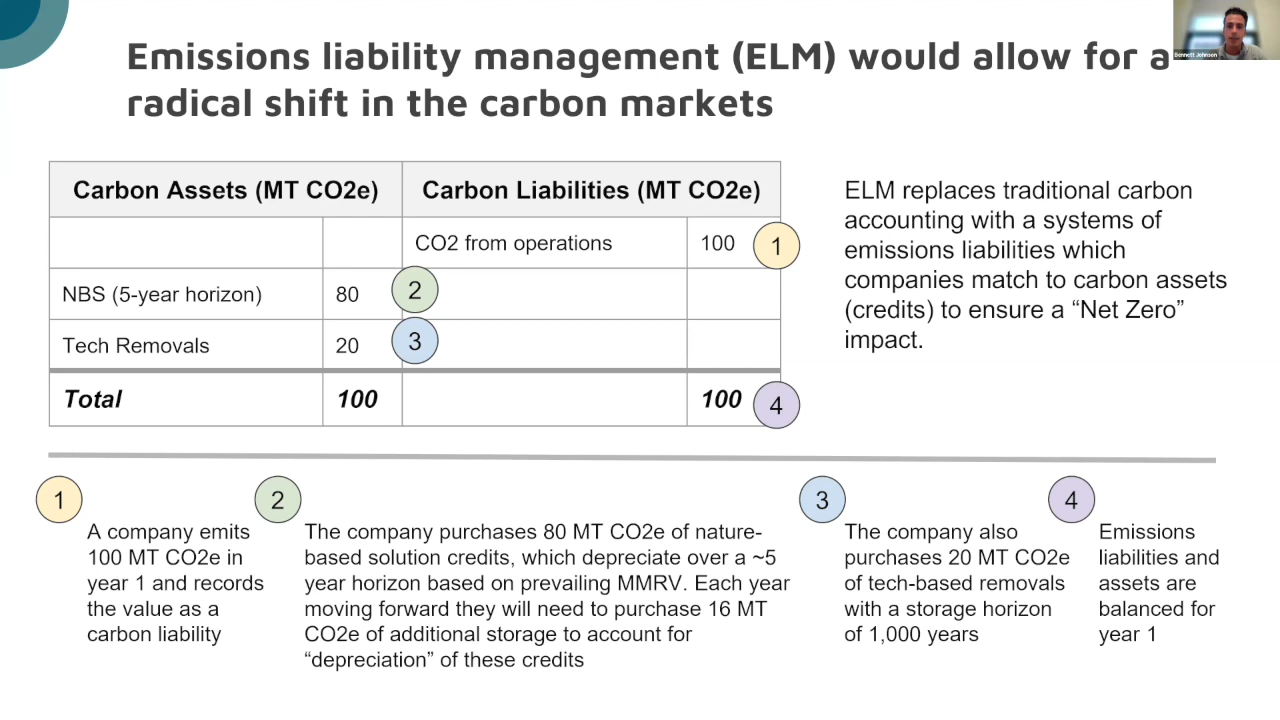 Emissions liability management (ELM) would allow for a
radical shift in the carbon markets
Bennett Johnson
Carbon Assets (MT CO2e) Carbon Liabilities (MT CO2e)
CO2 from operations 100 1
NBS (5-year horizon) 80 2
Tech Removals 20 3
Total 100 100 4
ELM replaces traditional carbon
accounting with a systems of
emissions liabilities which
companies match to carbon assets
(credits) to ensure a “Net Zero”
impact.
1
A company emits
100 MT CO2e in
year 1 and records
the value as a
carbon liability
2
The company purchases 80 MT CO2e of nature-
based solution credits, which depreciate over a ~5
year horizon based on prevailing MMRV. Each year
moving forward they will need to purchase 16 MT
CO2e of additional storage to account for
“depreciation” of these credits
3
The company also
purchases 20 MT CO2e
of tech-based removals
with a storage horizon
of 1,000 years
4
Emissions
liabilities and
assets are
balanced for
year 1